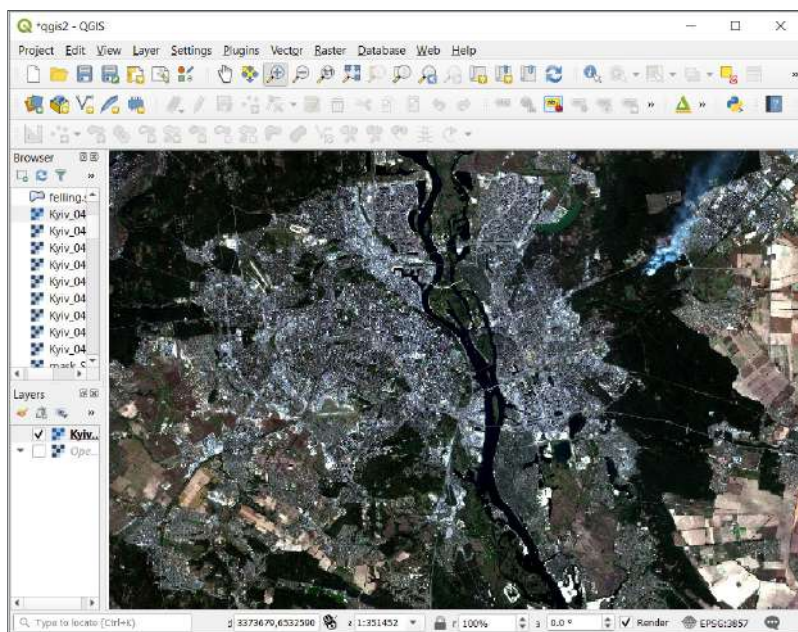 *qgis2 - QGIS
Project Edit View Layer Settings Plugins Vector Raster Database Web Help
Browser
felling.s
Kyiv_04
Kyiv_04
Kyiv_04
Kyiv_04
Kyiv_04
Kyiv_04
Kyiv_04
Kyiv_04
mask_S
Layers
Kyiv...
Ope...
Type to locate (Ctrl+K) 3373679,6532590 1:351452 100% 0.0 ° Render EPSG:3857